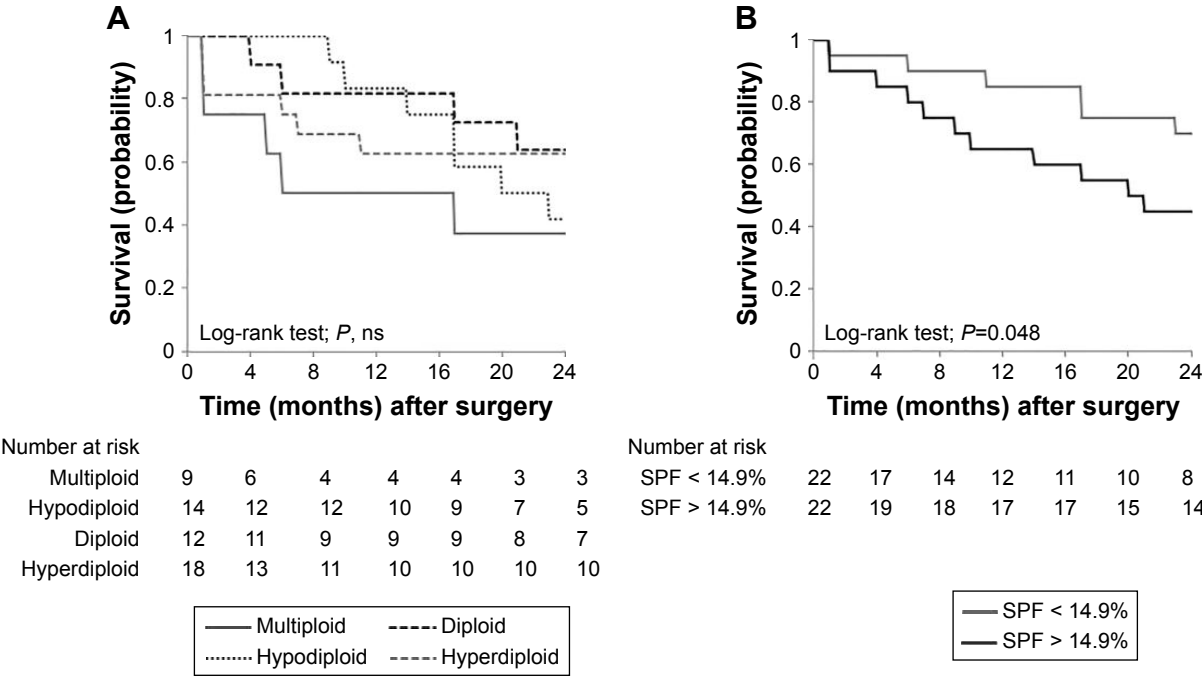 A
Survival (probability)
1
0.8
0.6
0.4
0.2
0
Log-rank test; P, ns
0 4 8 12 16 20 24
Time (months) after surgery
Number at risk
Multiploid 9 6 4 4 4 3 3
Hypodiploid 14 12 12 10 9 7 5
Diploid 12 11 9 9 9 8 7
Hyperdiploid 18 13 11 10 10 10 10
Multiploid Diploid
Hypodiploid Hyperdiploid
B
Survival (probability)
1
0.8
0.6
0.4
0.2
0
Log-rank test; P=0.048
0 4 8 12 16 20 24
Time (months) after surgery
Number at risk
SPF < 14.9% 22 17 14 12 11 10 8
SPF > 14.9% 22 19 18 17 17 15 14
SPF < 14.9%
SPF > 14.9%